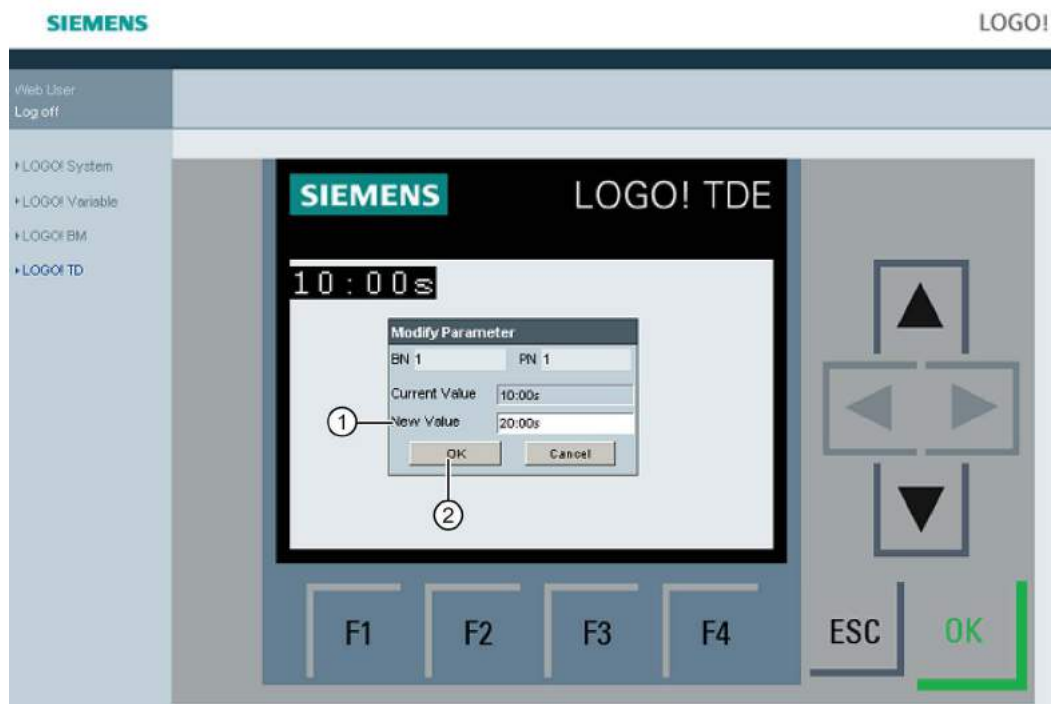 SIEMENS LOGO!
Web User
Log off
LOGO! System
LOGO! Variable
LOGO! BM
LOGO! TD
SIEMENS LOGO! TDE
10:00s
Modify Parameter
BN 1 PN 1
Current Value 10:00s
1 New Value 20:00s
OK Cancel
2
F1 F2 F3 F4 ESC OK